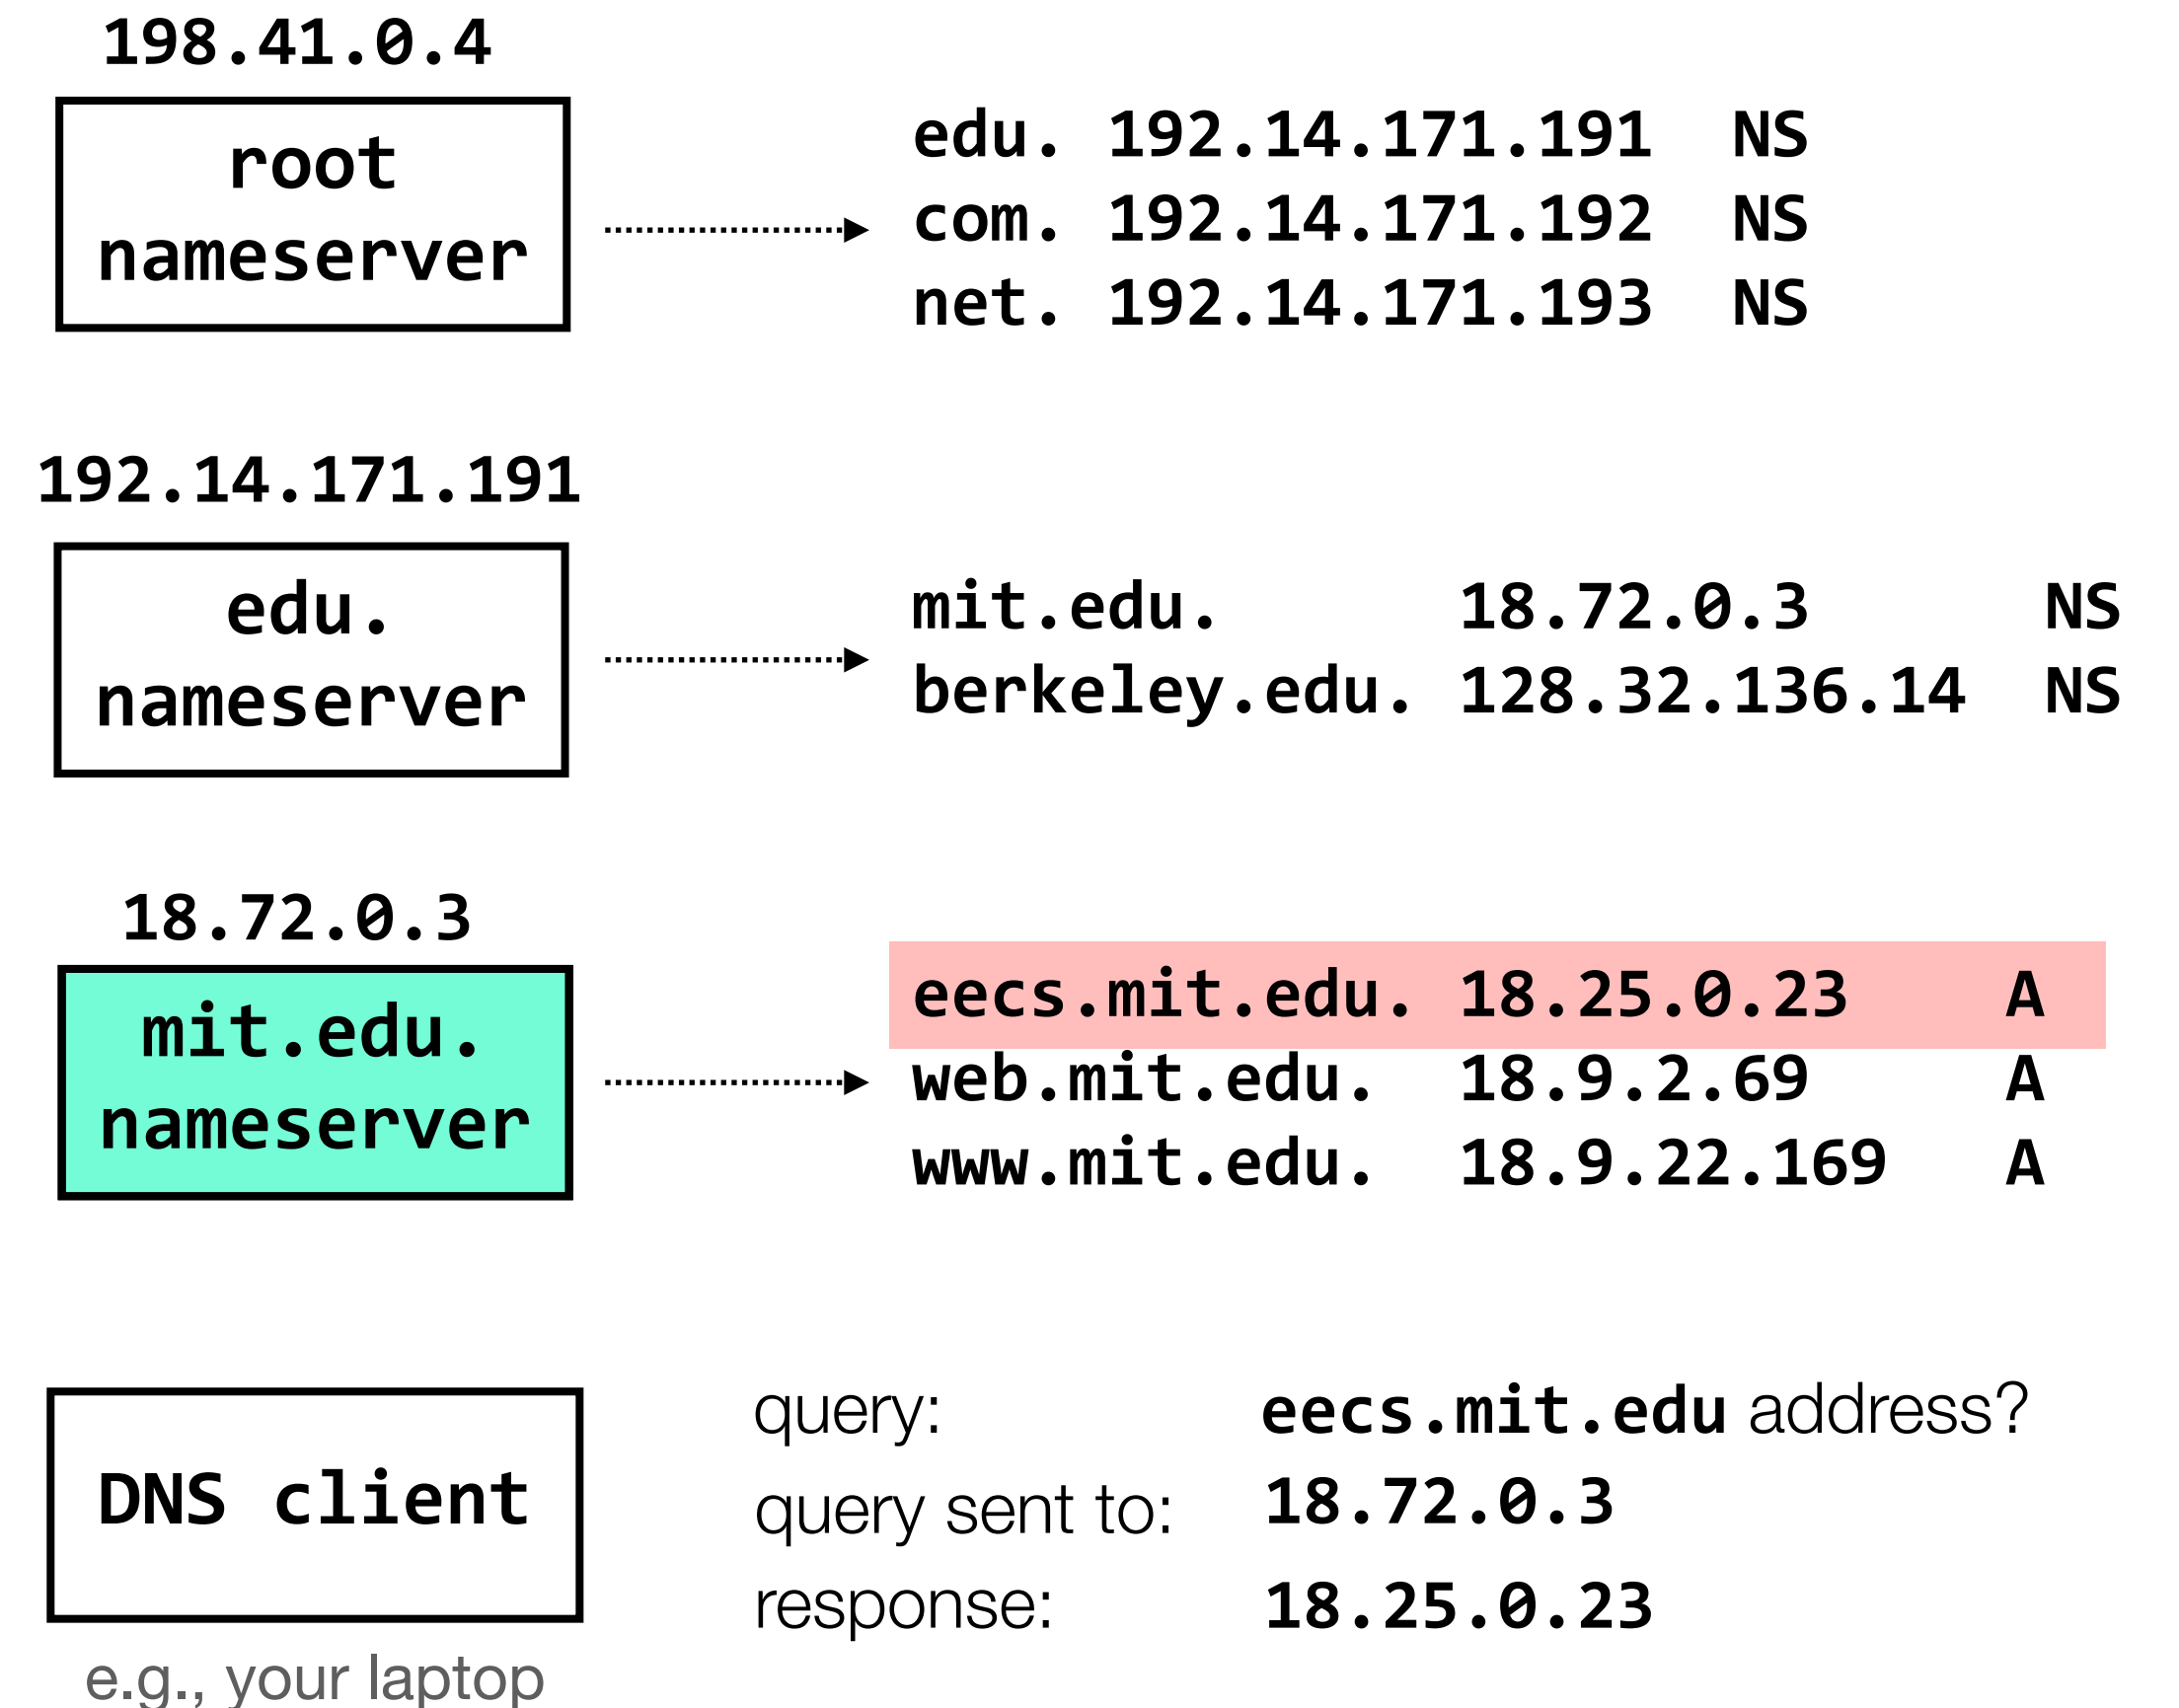 198.41.0.4
root
nameserver
edu. 192.14.171.191 NS
com. 192.14.171.192 NS
net. 192.14.171.193 NS
192.14.171.191
edu.
nameserver
mit.edu. 18.72.0.3 NS
berkeley.edu. 128.32.136.14 NS
18.72.0.3
mit.edu.
nameserver
eecs.mit.edu. 18.25.0.23 A
web.mit.edu. 18.9.2.69 A
www.mit.edu. 18.9.22.169 A
DNS client
e.g., your laptop
query: eecs.mit.edu address?
query sent to: 18.72.0.3
response: 18.25.0.23